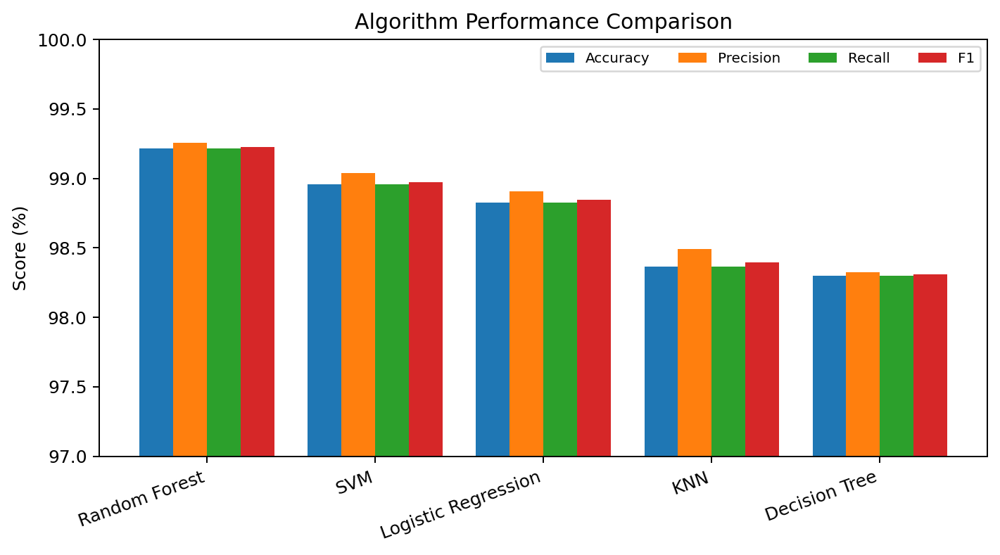 Algorithm Performance Comparison
Accuracy Precision Recall F1
100.0
99.5
99.0
98.5
98.0
97.5
97.0
Score (%)
Random Forest
SVM
Logistic Regression
KNN
Decision Tree